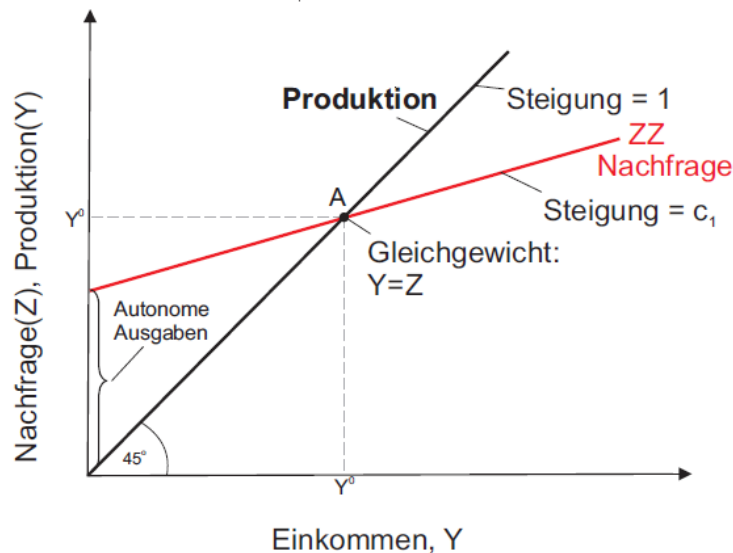 Produktion
Steigung = 1
ZZ
Nachfrage
A
Steigung = c₁
Y⁰
Gleichgewicht:
Y=Z
Autonome
Ausgaben
45°
Y⁰
Nachfrage(Z), Produktion(Y)
Einkommen, Y